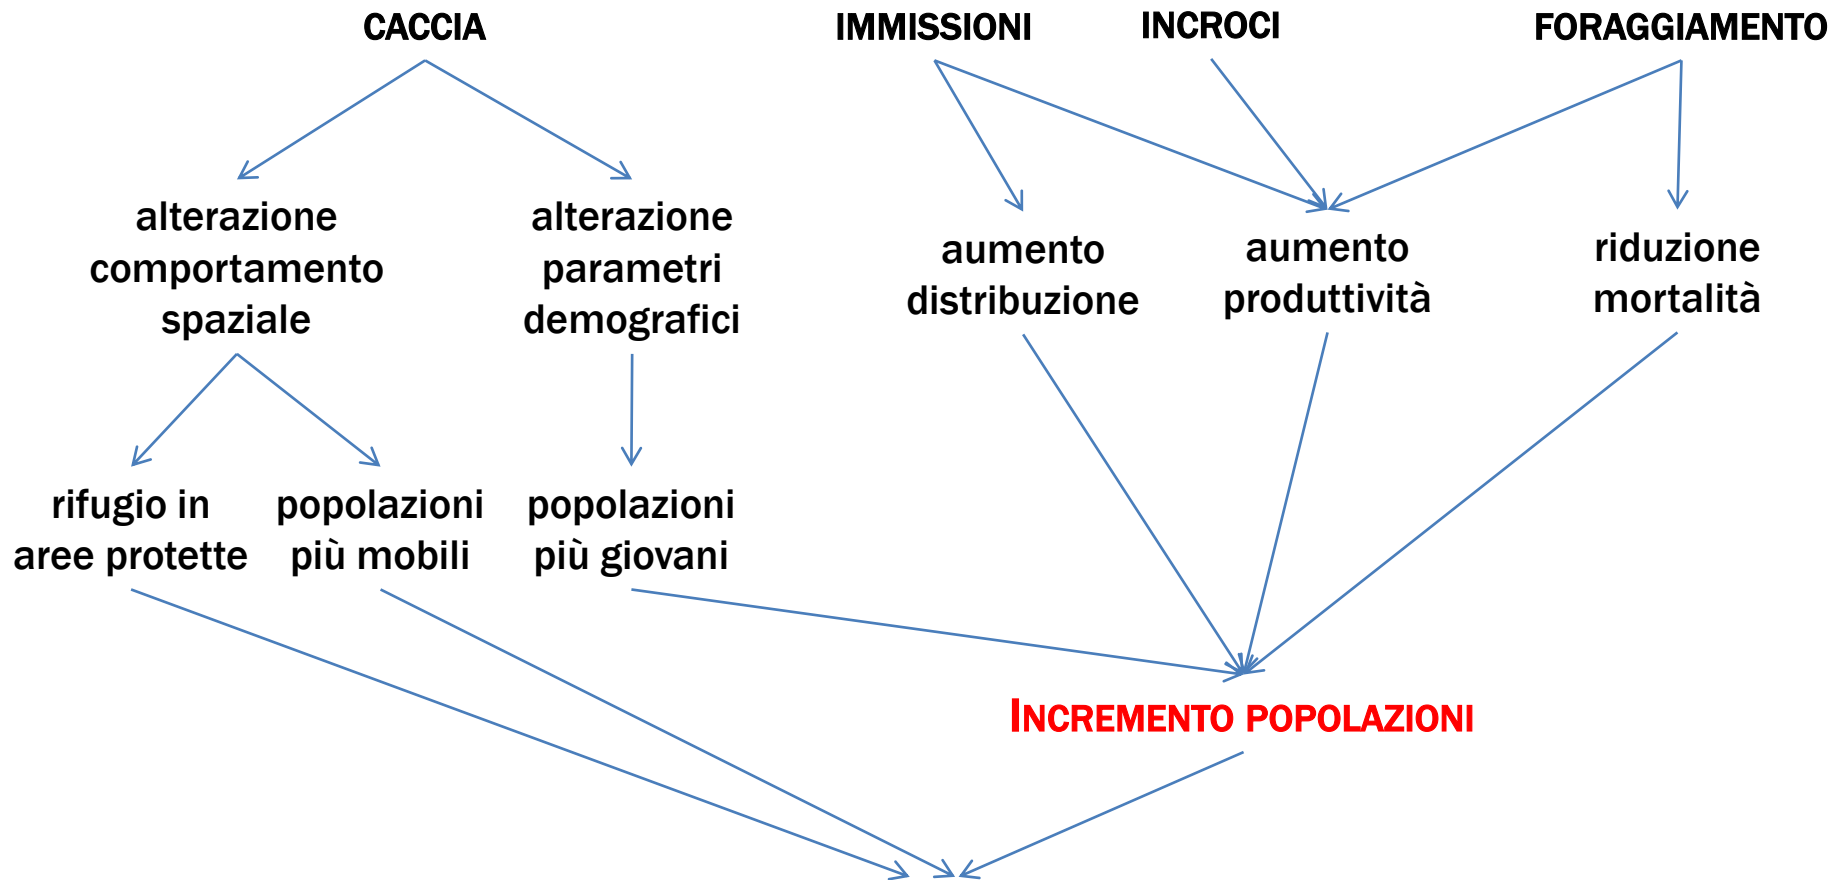 CACCIA
IMMISSIONI
INCROCI
FORAGGIAMENTO
alterazione
comportamento
spaziale
alterazione
parametri
demografici
aumento
distribuzione
aumento
produttività
riduzione
mortalità
rifugio in
aree protette
popolazioni
più mobili
popolazioni
più giovani
INCREMENTO POPOLAZIONI